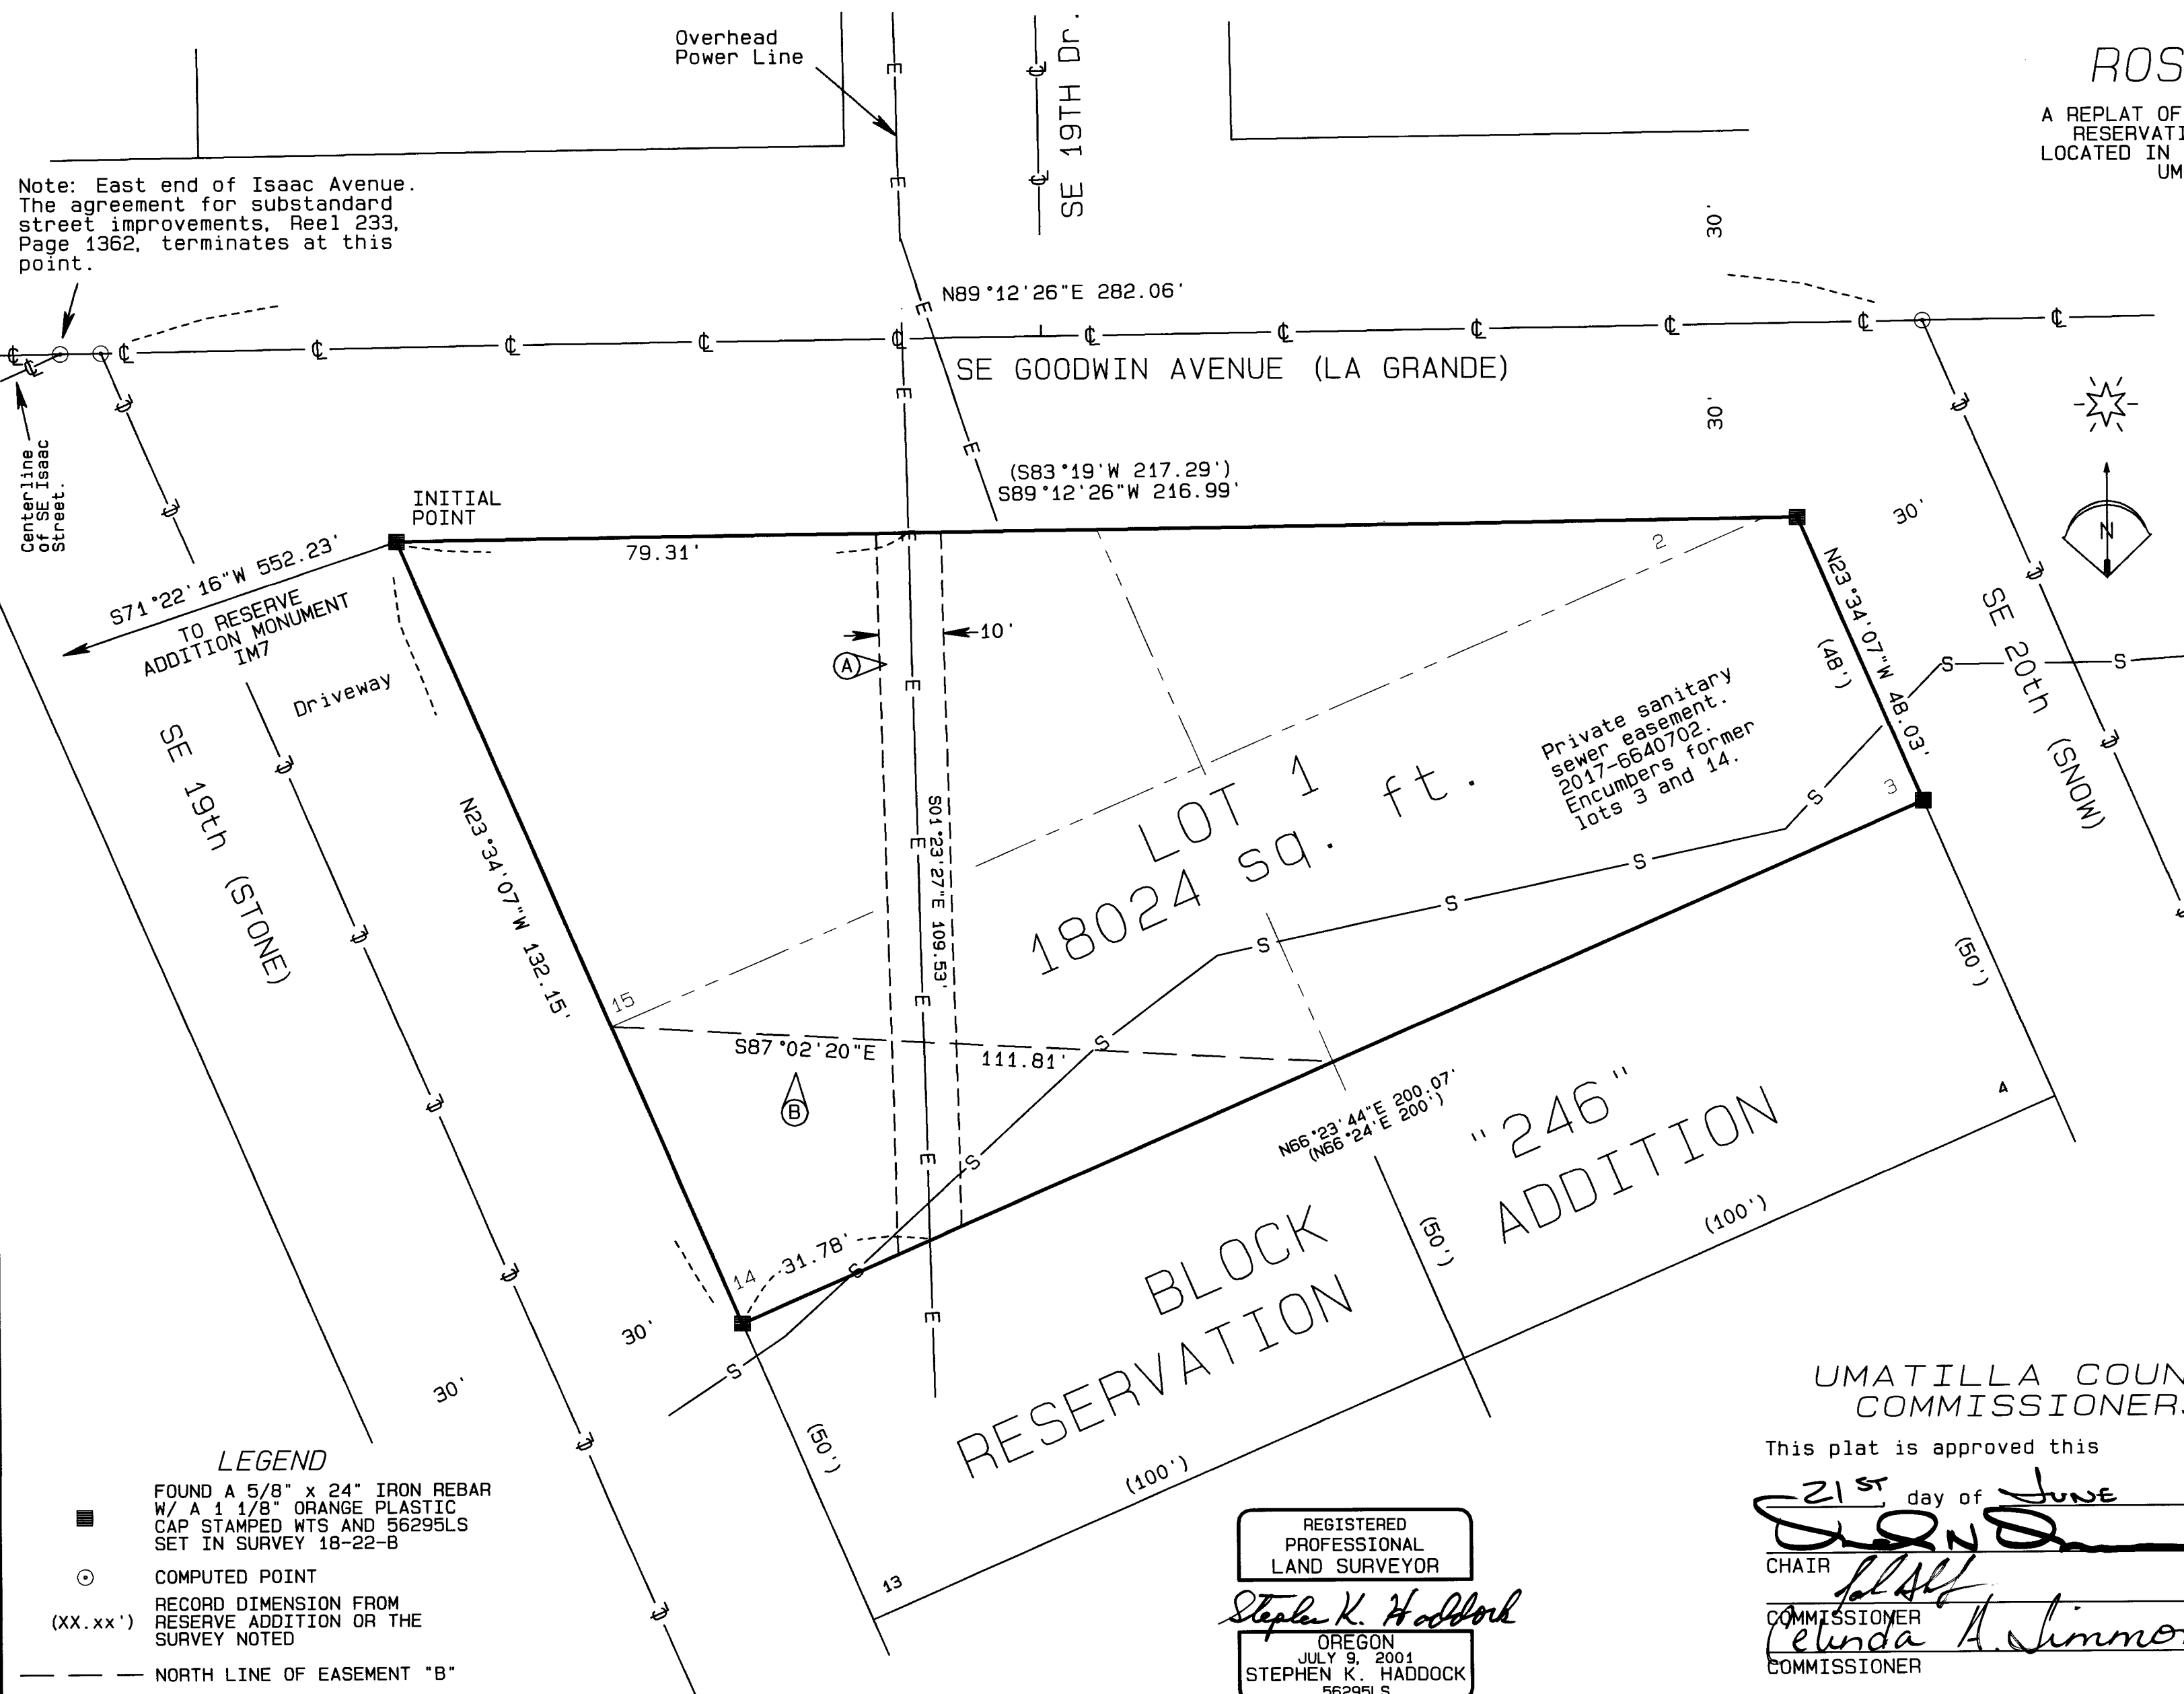 Overhead
Power Line
SE 19TH Dr.
ROS
A REPLAT OF
RESERVATI
LOCATED IN
UM
Note: East end of Isaac Avenue.
The agreement for substandard
street improvements, Reel 233,
Page 1362, terminates at this
point.
30'
N89°12'26"E 282.06'
SE GOODWIN AVENUE (LA GRANDE)
30'
Centerline
of SE Isaac
Street.
(S83°19'W 217.29')
S89°12'26"W 216.99'
INITIAL
POINT
30'
N
79.31'
2
S71°22'16"W 552.23'
TO RESERVE
ADDITION MONUMENT
IM7
N23°34'07"W 48.03'
(48')
SE 20th (SNOW)
10'
A
Driveway
Private sanitary
sewer easement.
2017-6640702.
Encumbers former
lots 3 and 14.
SE 19th (STONE)
N23°34'07"W 132.15'
S01°23'27"E 109.53'
LOT 1
18024 sq. ft.
3
(50')
15
S87°02'20"E 111.81'
B
N66°23'44"E 200.07'
(N66°24'E 200')
"246"
ADDITION
4
(50')
(100')
14
31.78'
BLOCK
RESERVATION
30'
30'
(50')
(100')
13
LEGEND
FOUND A 5/8" x 24" IRON REBAR
W/ A 1 1/8" ORANGE PLASTIC
CAP STAMPED WTS AND 56295LS
SET IN SURVEY 18-22-B
COMPUTED POINT
(XX.xx') RECORD DIMENSION FROM
RESERVE ADDITION OR THE
SURVEY NOTED
NORTH LINE OF EASEMENT "B"
REGISTERED
PROFESSIONAL
LAND SURVEYOR
Stephen K. Haddock
OREGON
JULY 9, 2001
STEPHEN K. HADDOCK
56295LS
UMATILLA COUN
COMMISSIONERS
This plat is approved this
21ST day of JUNE
CHAIR
COMMISSIONER
Celinda A. Timmo
COMMISSIONER